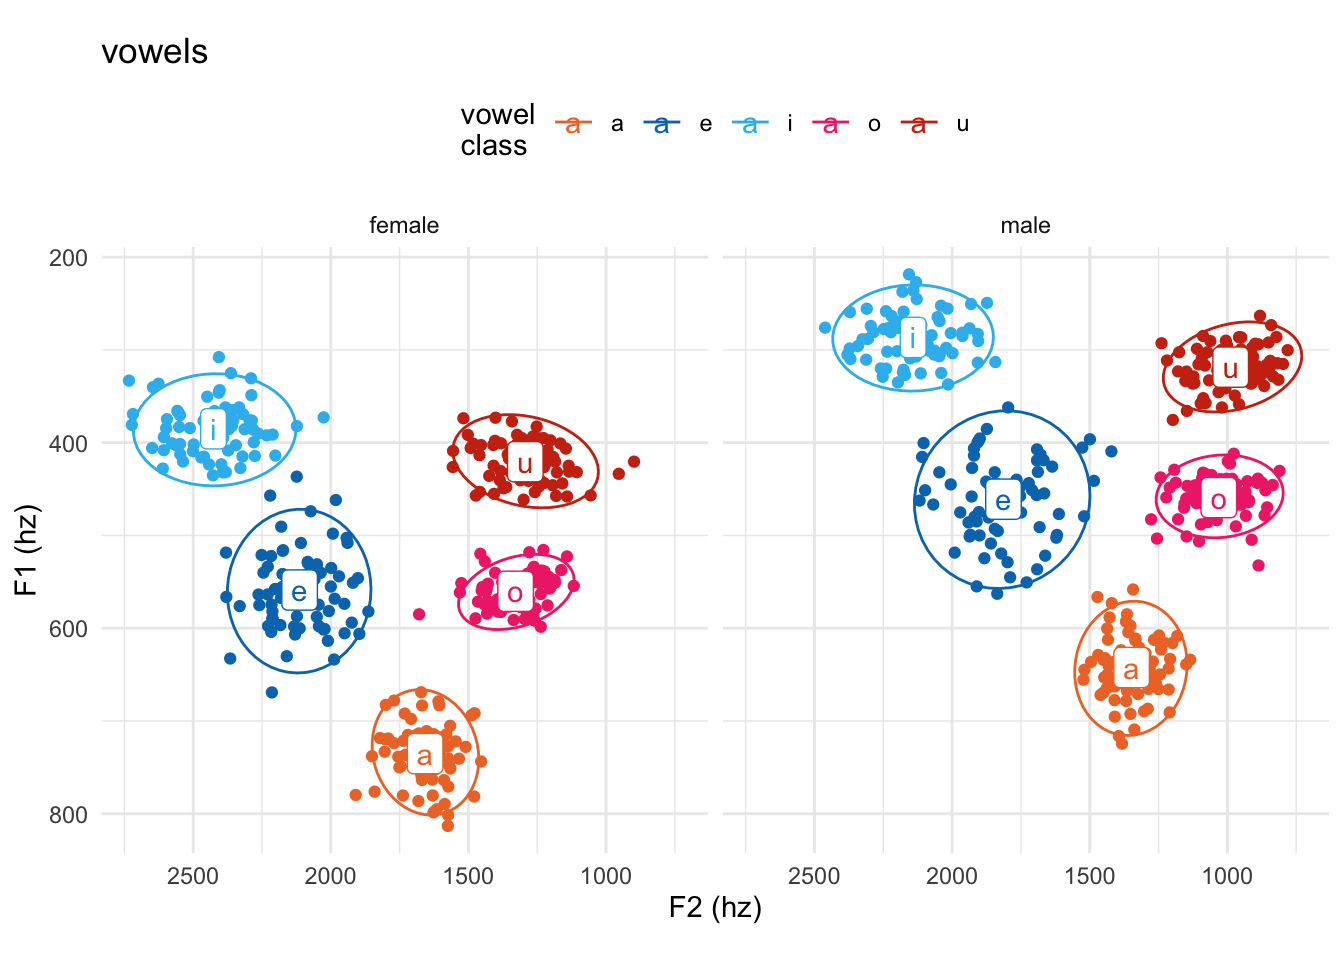 vowels
vowel
class
a a a e a i a o a u
female
male
200
400
600
800
F1 (hz)
i
u
e
o
a
i
u
e
o
a
2500 2000 1500 1000
2500 2000 1500 1000
F2 (hz)